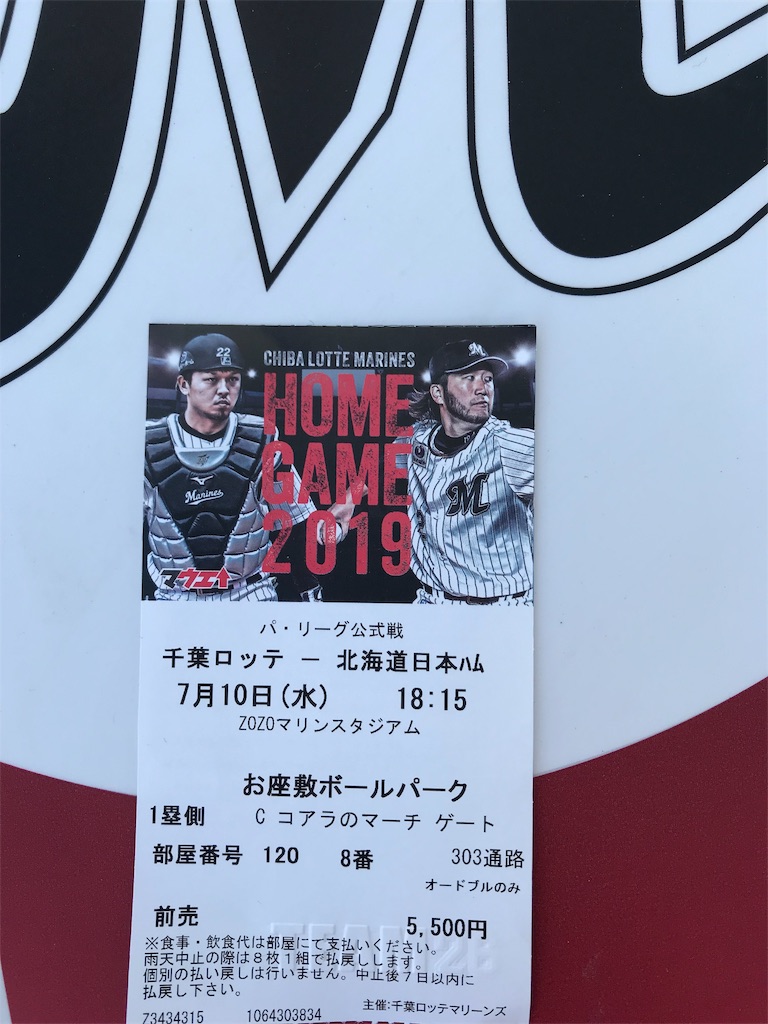 22
CHIBA LOTTE MARINES
HOME
GAME
2019
M
Marines
M
マウエ↑
パ・リーグ公式戦
千葉ロッテ － 北海道日本ハム
7月10日(水) 18:15
ZOZOマリンスタジアム
お座敷ボールパーク
1塁側 C コアラのマーチ ゲート
部屋番号 120 8番 303通路
オードブルのみ
前売 5,500円
※食事・飲食代は部屋にて支払いください。
雨天中止の際は８枚１組で払戻しします。
個別の払い戻しは行いません。中止後７日以内に
払戻し下さい。
主催:千葉ロッテマリーンズ
73434315 1064303834